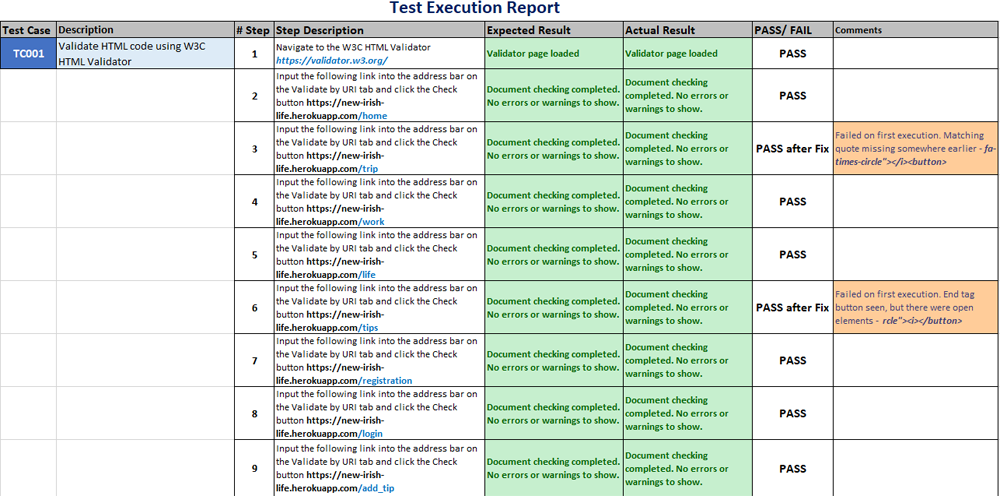 Test Execution Report
Test Case Description # Step Step Description Expected Result Actual Result PASS/ FAIL Comments
TC001
Validate HTML code using W3C
HTML Validator
1
Navigate to the W3C HTML Validator
https://validator.w3.org/
Validator page loaded
Validator page loaded
PASS
2
Input the following link into the address bar on
the Validate by URI tab and click the Check
button https://new-irish-
life.herokuapp.com/home
Document checking completed.
No errors or warnings to show.
Document checking
completed. No errors or
warnings to show.
PASS
3
Input the following link into the address bar on
the Validate by URI tab and click the Check
button https://new-irish-
life.herokuapp.com/trip
Document checking completed.
No errors or warnings to show.
Document checking
completed. No errors or
warnings to show.
PASS after Fix
Failed on first execution. Matching
quote missing somewhere earlier - fa-
times-circle"></i><button>
4
Input the following link into the address bar on
the Validate by URI tab and click the Check
button https://new-irish-
life.herokuapp.com/work
Document checking completed.
No errors or warnings to show.
Document checking
completed. No errors or
warnings to show.
PASS
5
Input the following link into the address bar on
the Validate by URI tab and click the Check
button https://new-irish-
life.herokuapp.com/life
Document checking completed.
No errors or warnings to show.
Document checking
completed. No errors or
warnings to show.
PASS
6
Input the following link into the address bar on
the Validate by URI tab and click the Check
button https://new-irish-
life.herokuapp.com/tips
Document checking completed.
No errors or warnings to show.
Document checking
completed. No errors or
warnings to show.
PASS after Fix
Failed on first execution. End tag
button seen, but there were open
elements - rcle"><i></button>
7
Input the following link into the address bar on
the Validate by URI tab and click the Check
button https://new-irish-
life.herokuapp.com/registration
Document checking completed.
No errors or warnings to show.
Document checking
completed. No errors or
warnings to show.
PASS
8
Input the following link into the address bar on
the Validate by URI tab and click the Check
button https://new-irish-
life.herokuapp.com/login
Document checking completed.
No errors or warnings to show.
Document checking
completed. No errors or
warnings to show.
PASS
9
Input the following link into the address bar on
the Validate by URI tab and click the Check
button https://new-irish-
life.herokuapp.com/add_tip
Document checking completed.
No errors or warnings to show.
Document checking
completed. No errors or
warnings to show.
PASS